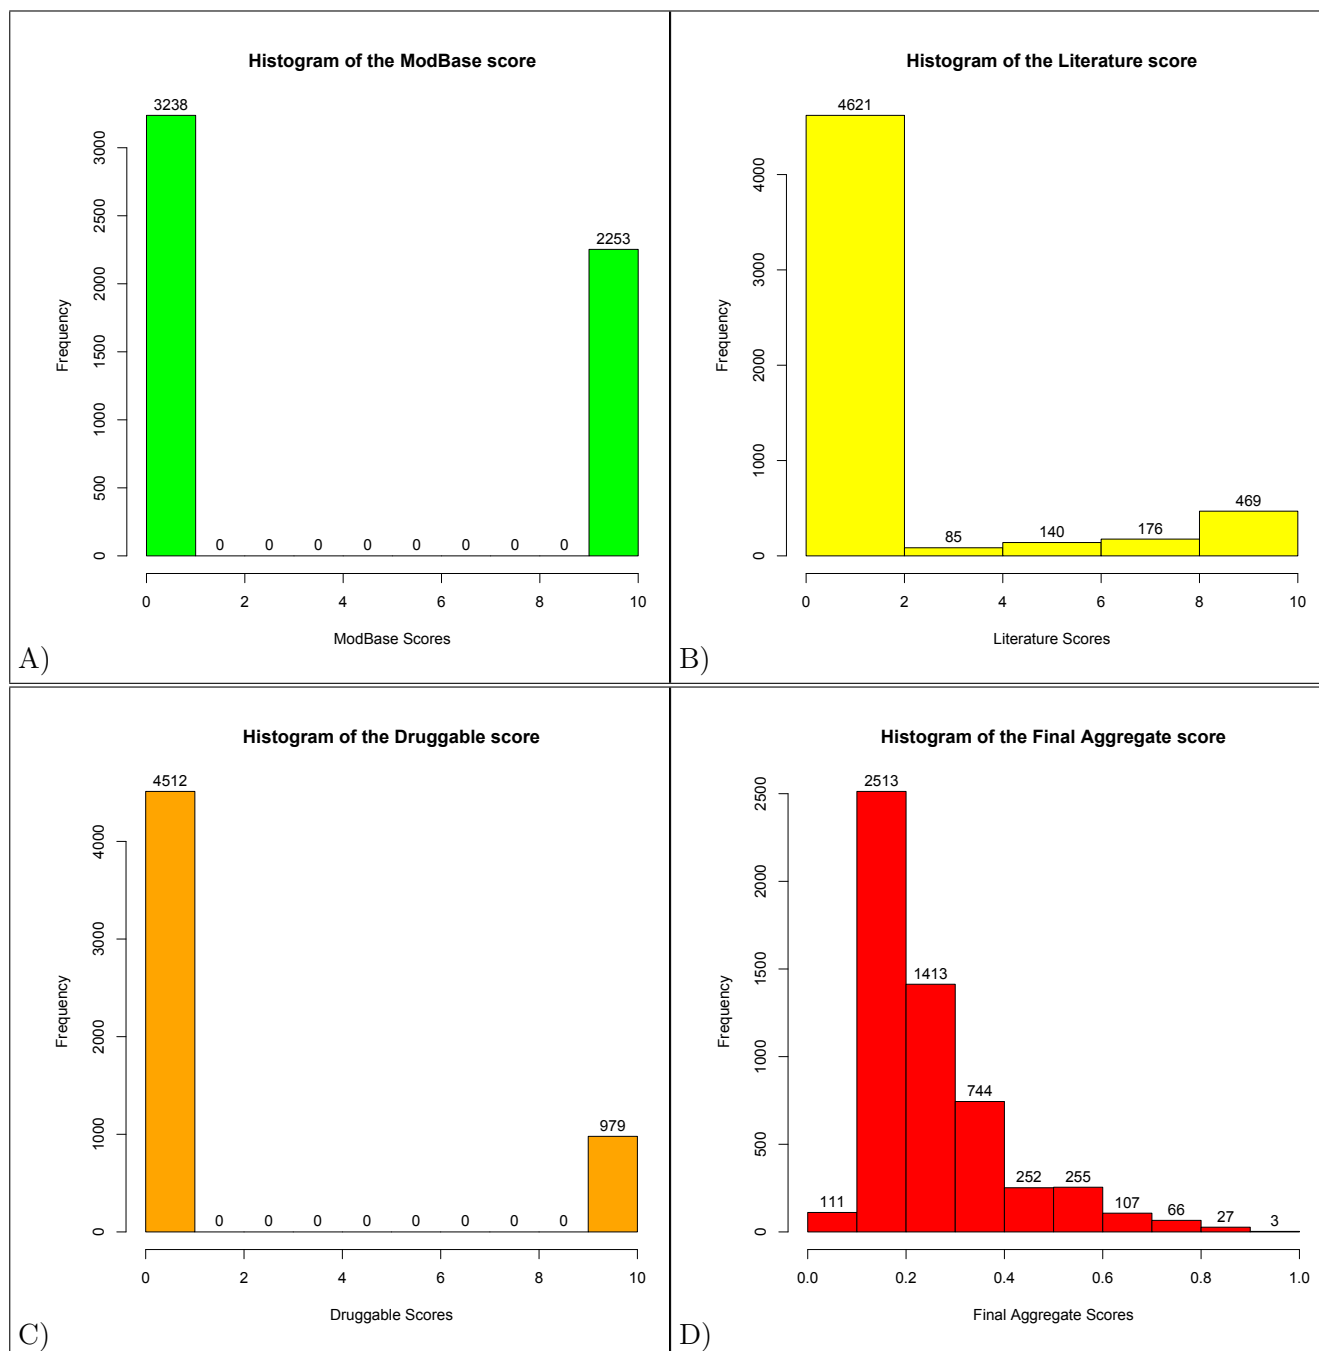 Histogram of the ModBase score
3238
2253
0 0 0 0 0 0 0 0
Frequency
0 500 1000 1500 2000 2500 3000
0 2 4 6 8 10
ModBase Scores
A)
Histogram of the Literature score
4621
85 140 176 469
Frequency
0 1000 2000 3000 4000
0 2 4 6 8 10
Literature Scores
B)
Histogram of the Druggable score
4512
0 0 0 0 0 0 0 0
979
Frequency
0 1000 2000 3000 4000
0 2 4 6 8 10
Druggable Scores
C)
Histogram of the Final Aggregate score
111 2513 1413 744 252 255 107 66 27 3
Frequency
0 500 1000 1500 2000 2500
0.0 0.2 0.4 0.6 0.8 1.0
Final Aggregate Scores
D)